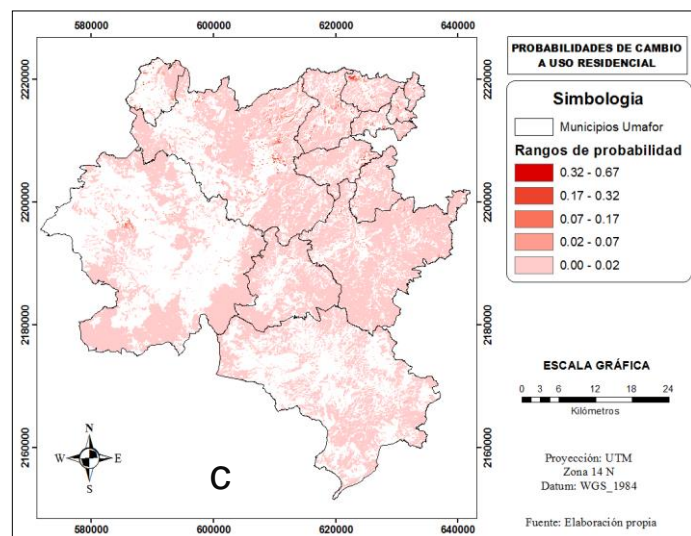 580000 600000 620000 640000
2220000
2200000
2180000
2160000
2220000
2200000
2180000
2160000
580000 600000 620000 640000
N
W E
S
C
PROBABILIDADES DE CAMBIO
A USO RESIDENCIAL
Simbologia
Municipios Umafor
Rangos de probabilidad
0.32 - 0.67
0.17 - 0.32
0.07 - 0.17
0.02 - 0.07
0.00 - 0.02
ESCALA GRÁFICA
0 3 6 12 18 24
Kilómetros
Proyección: UTM
Zona 14 N
Datum: WGS_1984
Fuente: Elaboración propia